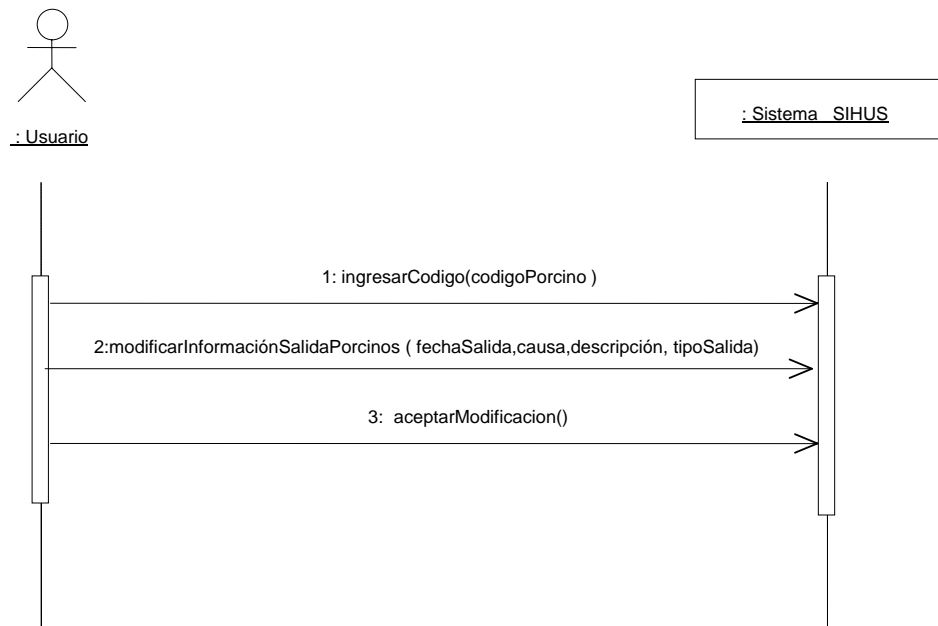 : Usuario
: Sistema   SIHUS
1: ingresarCodigo(codigoPorcino )
2:modificarInformaciónSalidaPorcinos ( fechaSalida,causa,descripción, tipoSalida)
3:  aceptarModificacion()